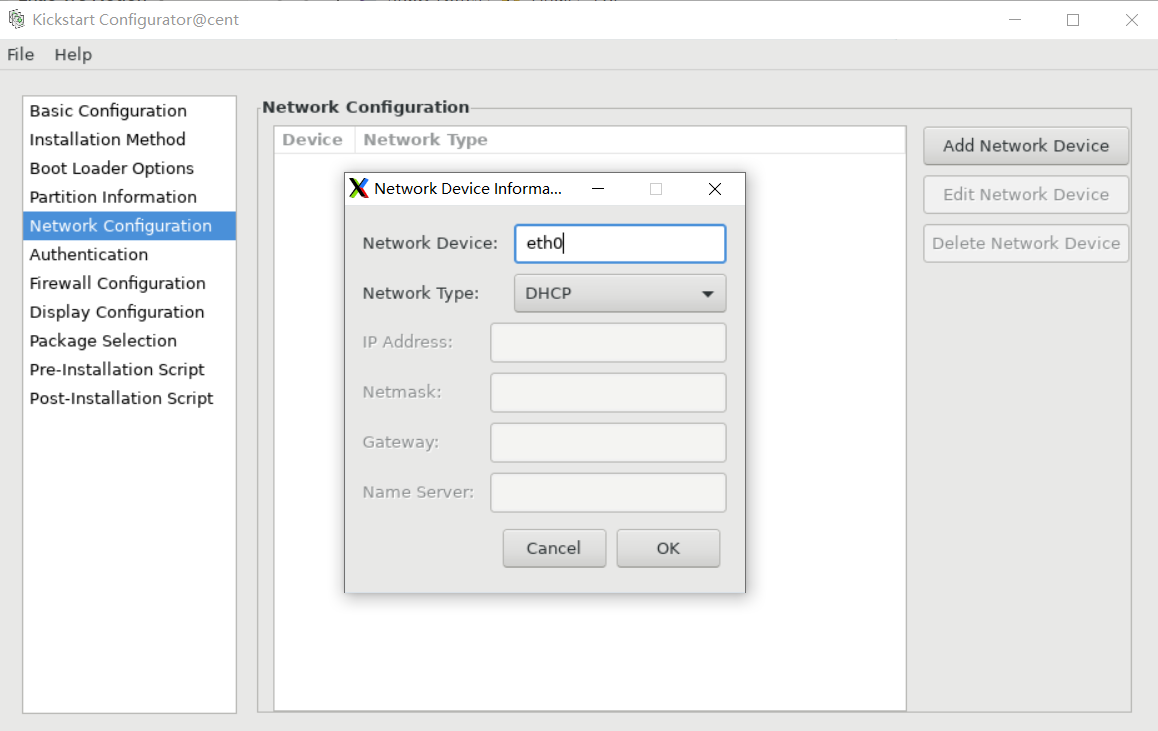 Kickstart Configurator@cent
File Help
Basic Configuration
Installation Method
Boot Loader Options
Partition Information
Network Configuration
Authentication
Firewall Configuration
Display Configuration
Package Selection
Pre-Installation Script
Post-Installation Script
Network Configuration
Device Network Type
Add Network Device
Edit Network Device
Delete Network Device
Network Device Informa...
Network Device: eth0
Network Type: DHCP
IP Address:
Netmask:
Gateway:
Name Server:
Cancel OK